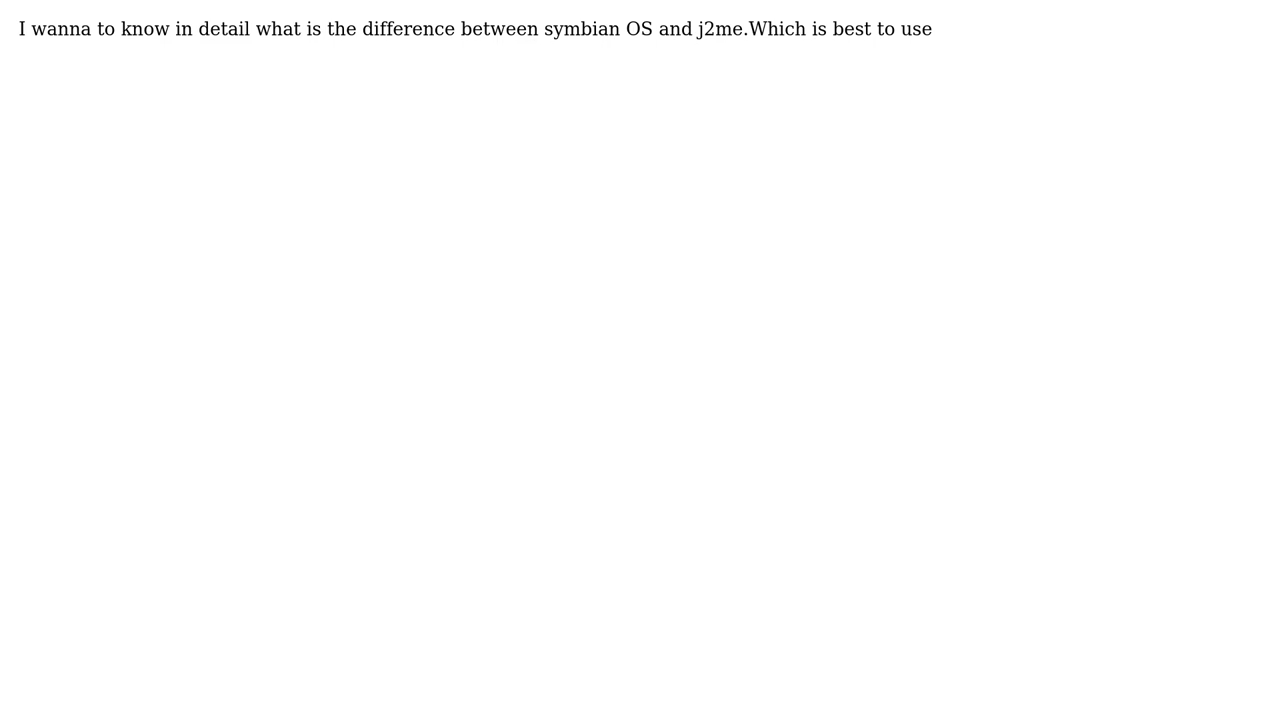 I wanna to know in detail what is the difference between symbian OS and j2me.Which is best to use